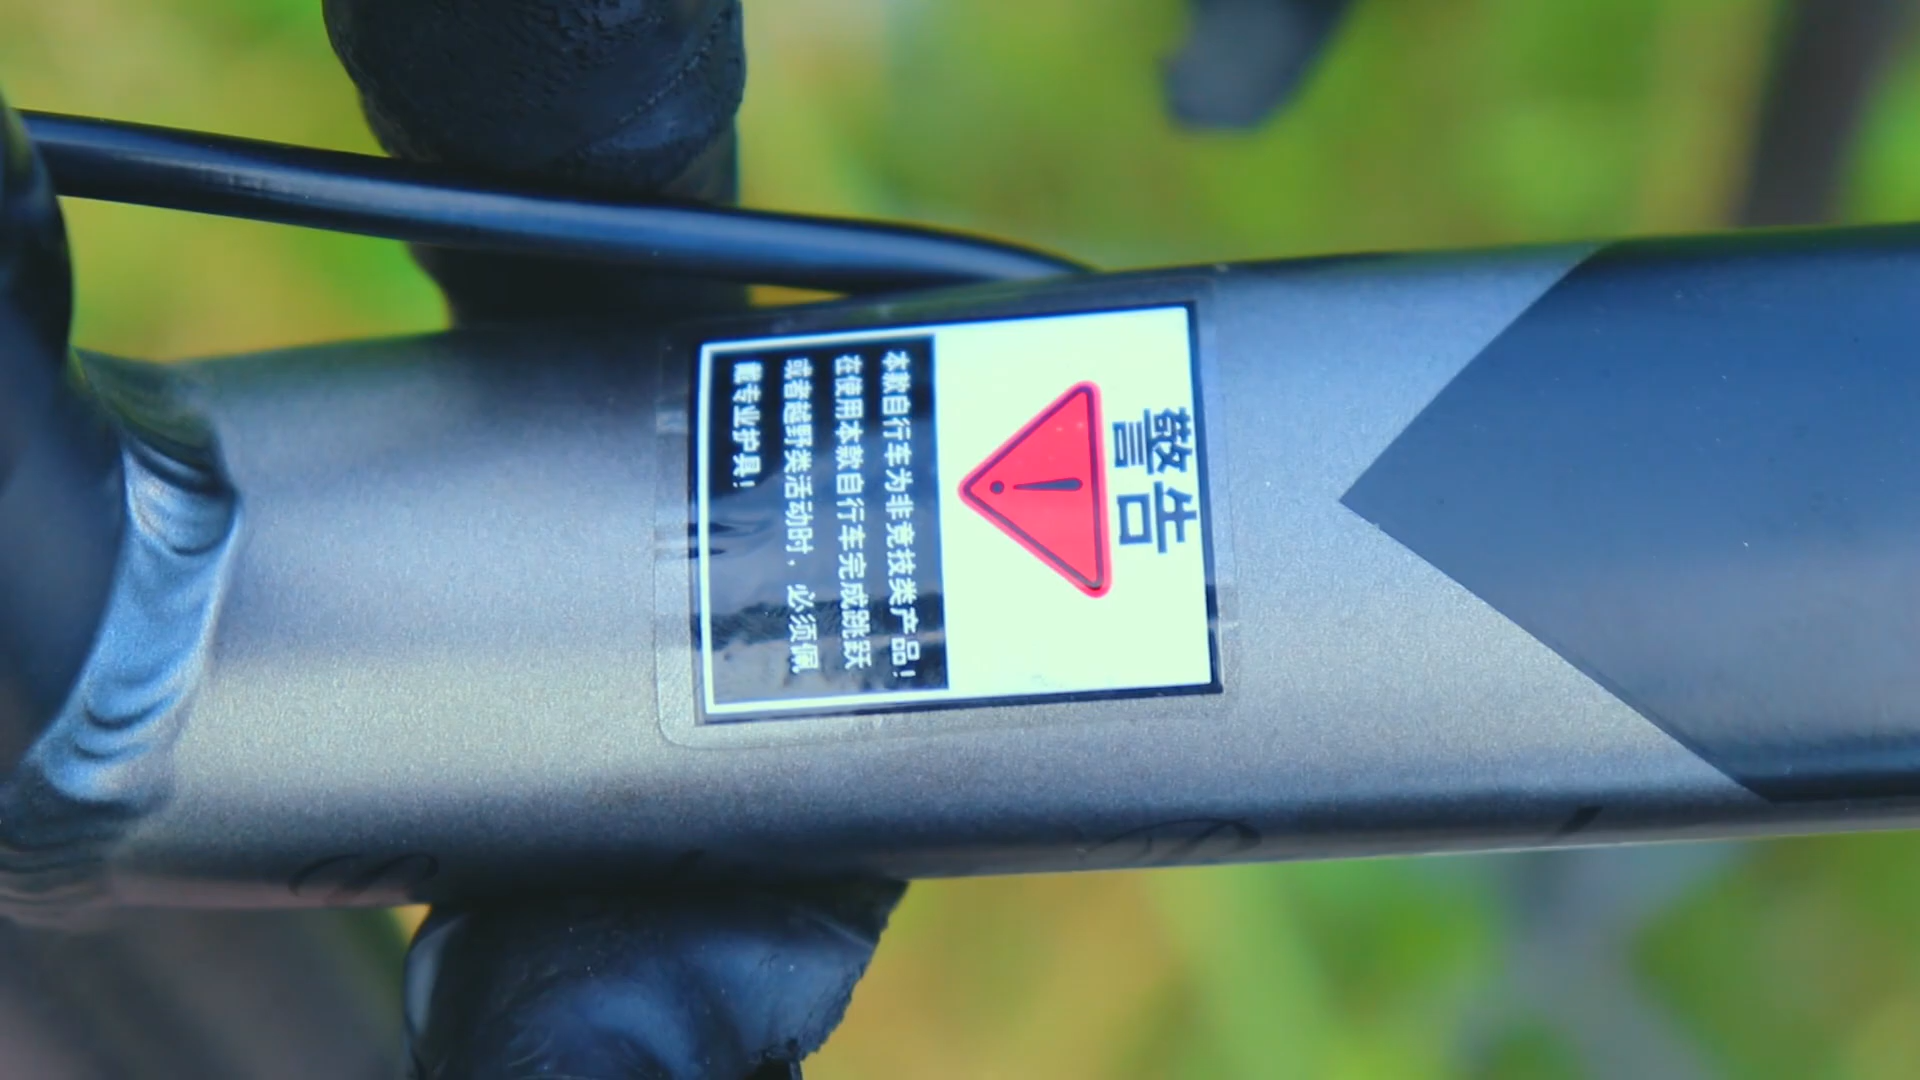 警告
本款自行车为非竞技类产品!
在使用本款自行车完成跳跃
或者越野类活动时，必须佩
戴专业护具!